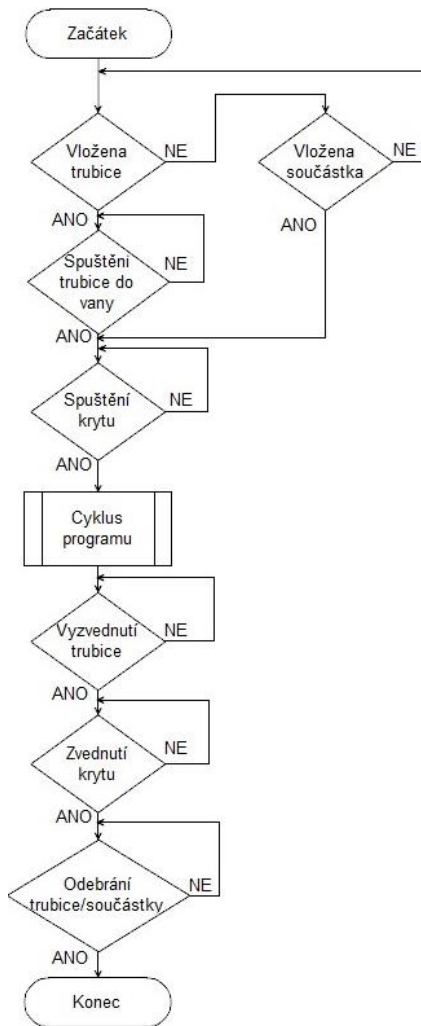 Začátek
Vložena
trubice
NE
Vložena
součástka
NE
ANO
ANO
Spuštění
trubice do
vany
NE
ANO
Spuštění
krytu
NE
ANO
Cyklus
programu
Vyzvednutí
trubice
NE
ANO
Zvednutí
krytu
NE
ANO
Odebrání
trubice/součástky
NE
ANO
Konec